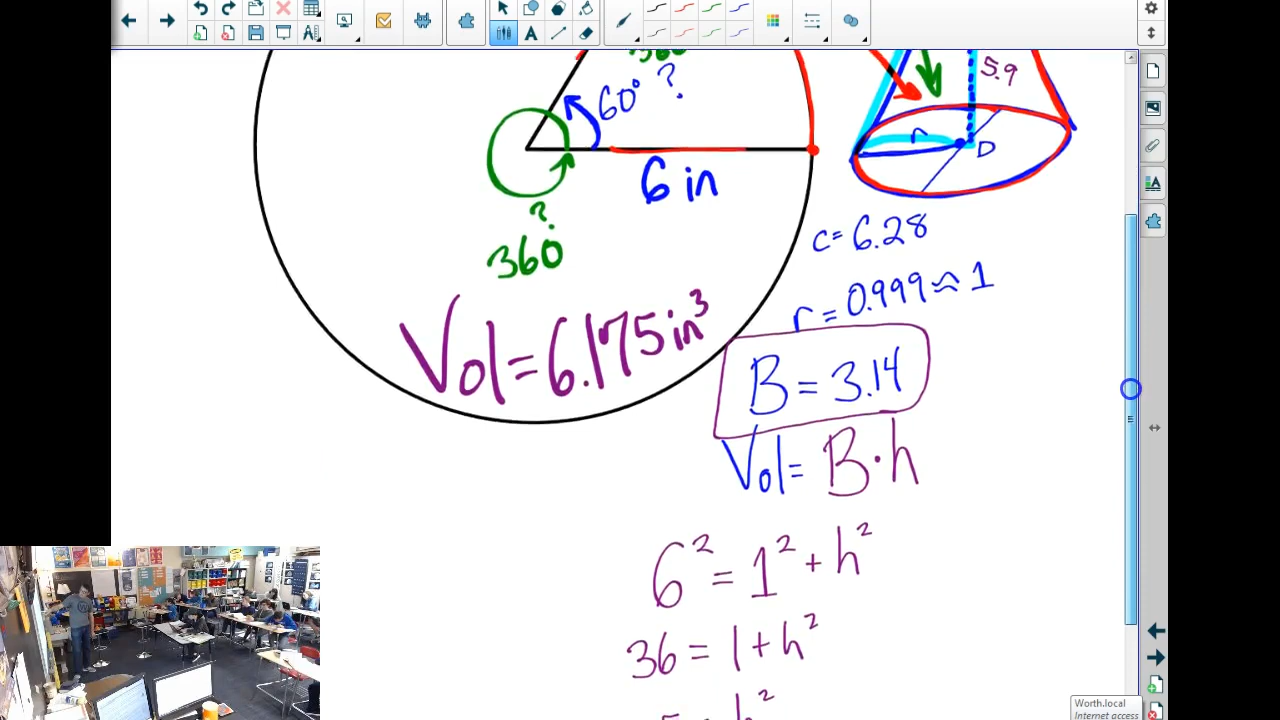 360
60° ?
6 in
?
360
5.9
r
D
c = 6.28
r = 0.999 ≈ 1
Vol = 6.175 in³
B = 3.14
Vol = B · h
6² = 1² + h²
36 = 1 + h²
Worth.local
Internet access